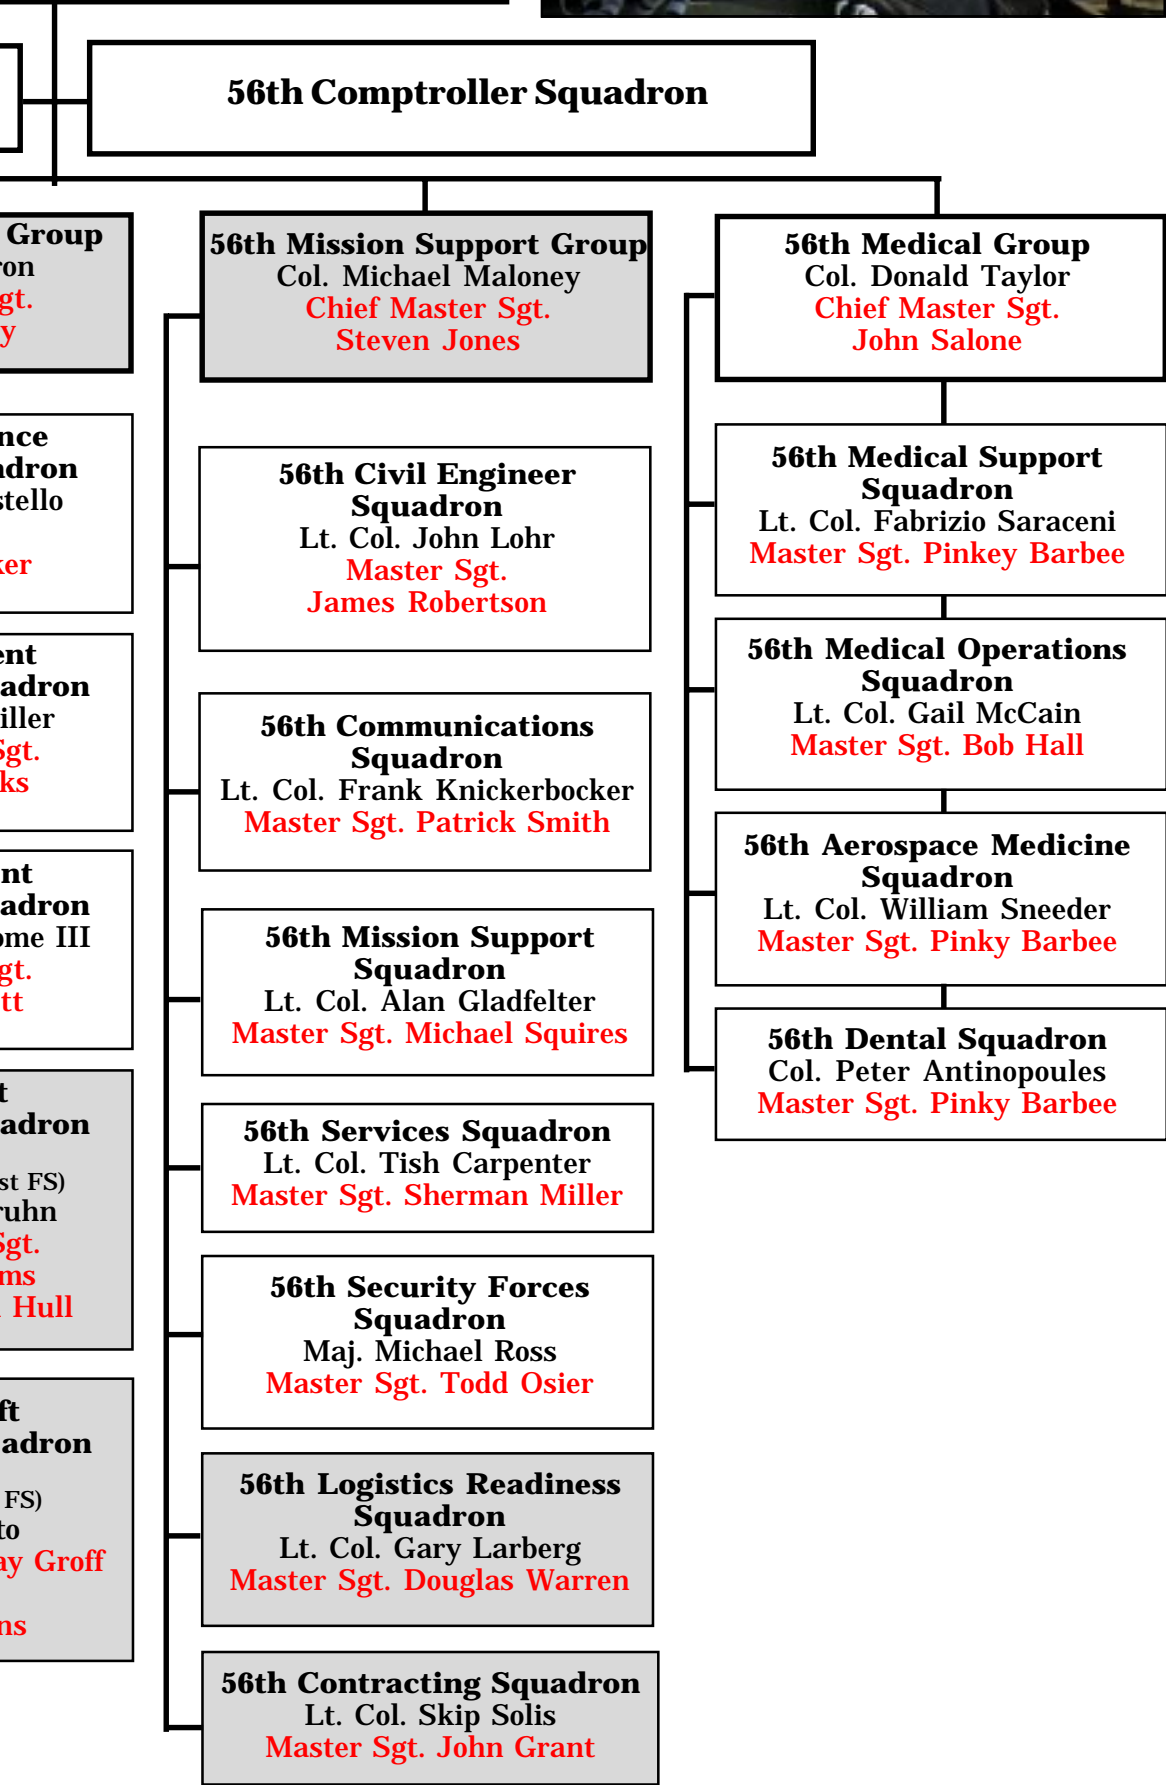 56th Comptroller Squadron
Group
56th Mission Support Group
Col. Michael Maloney
Chief Master Sgt.
Steven Jones
56th Civil Engineer
Squadron
Lt. Col. John Lohr
Master Sgt.
James Robertson
56th Communications
Squadron
Lt. Col. Frank Knickerbocker
Master Sgt. Patrick Smith
56th Mission Support
Squadron
Lt. Col. Alan Gladfelter
Master Sgt. Michael Squires
56th Services Squadron
Lt. Col. Tish Carpenter
Master Sgt. Sherman Miller
56th Security Forces
Squadron
Maj. Michael Ross
Master Sgt. Todd Osier
56th Logistics Readiness
Squadron
Lt. Col. Gary Larberg
Master Sgt. Douglas Warren
56th Contracting Squadron
Lt. Col. Skip Solis
Master Sgt. John Grant
56th Medical Group
Col. Donald Taylor
Chief Master Sgt.
John Salone
56th Medical Support
Squadron
Lt. Col. Fabrizio Saraceni
Master Sgt. Pinkey Barbee
56th Medical Operations
Squadron
Lt. Col. Gail McCain
Master Sgt. Bob Hall
56th Aerospace Medicine
Squadron
Lt. Col. William Sneeder
Master Sgt. Pinky Barbee
56th Dental Squadron
Col. Peter Antinopoules
Master Sgt. Pinky Barbee
III
FS)
Hull
FS)
Groff